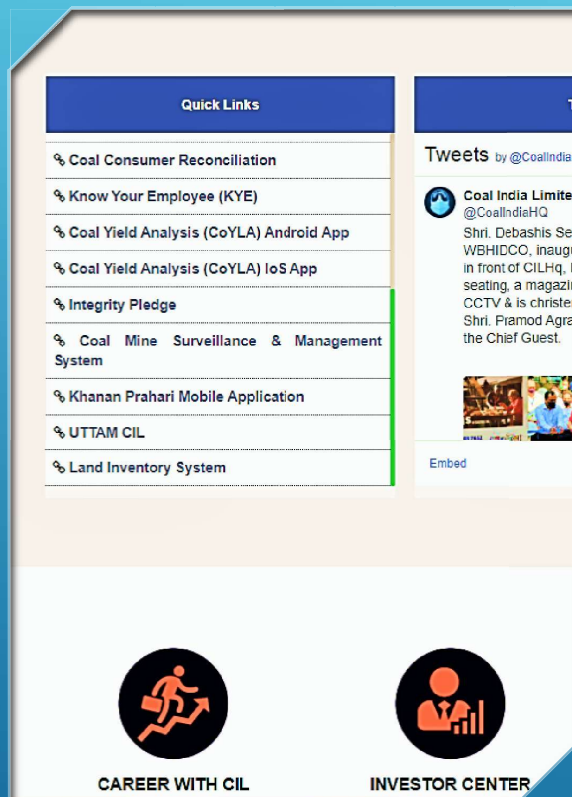 Quick Links
Coal Consumer Reconciliation
Know Your Employee (KYE)
Coal Yield Analysis (CoYLA) Android App
Coal Yield Analysis (CoYLA) IoS App
Integrity Pledge
Coal Mine Surveillance & Management
System
Khanan Prahari Mobile Application
UTTAM CIL
Land Inventory System
Tweets by @CoalIndia
Coal India Limite
@CoalIndiaHQ
Shri. Debashis Se
WBHIDCO, inaugu
in front of CILHq,
seating, a magazi
CCTV & is christe
Shri. Pramod Agra
the Chief Guest.
Embed
CAREER WITH CIL
INVESTOR CENTER